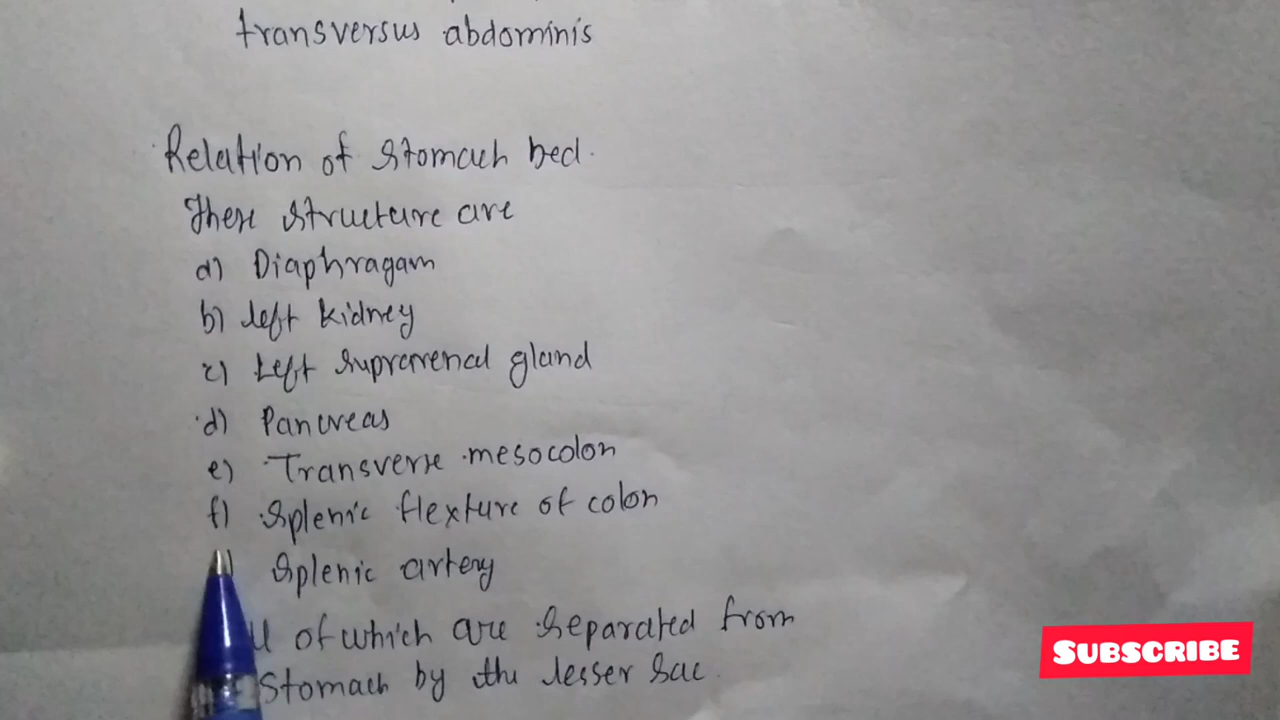 transversus abdominis
Relation of stomach bed.
These structure are
a) Diaphragam
b) left kidney
c) Left suprarenal gland
d) Pancreas
e) Transverse mesocolon
f) splenic flexture of colon
splenic artery
of which are separated from
stomach by the lesser sac.
SUBSCRIBE